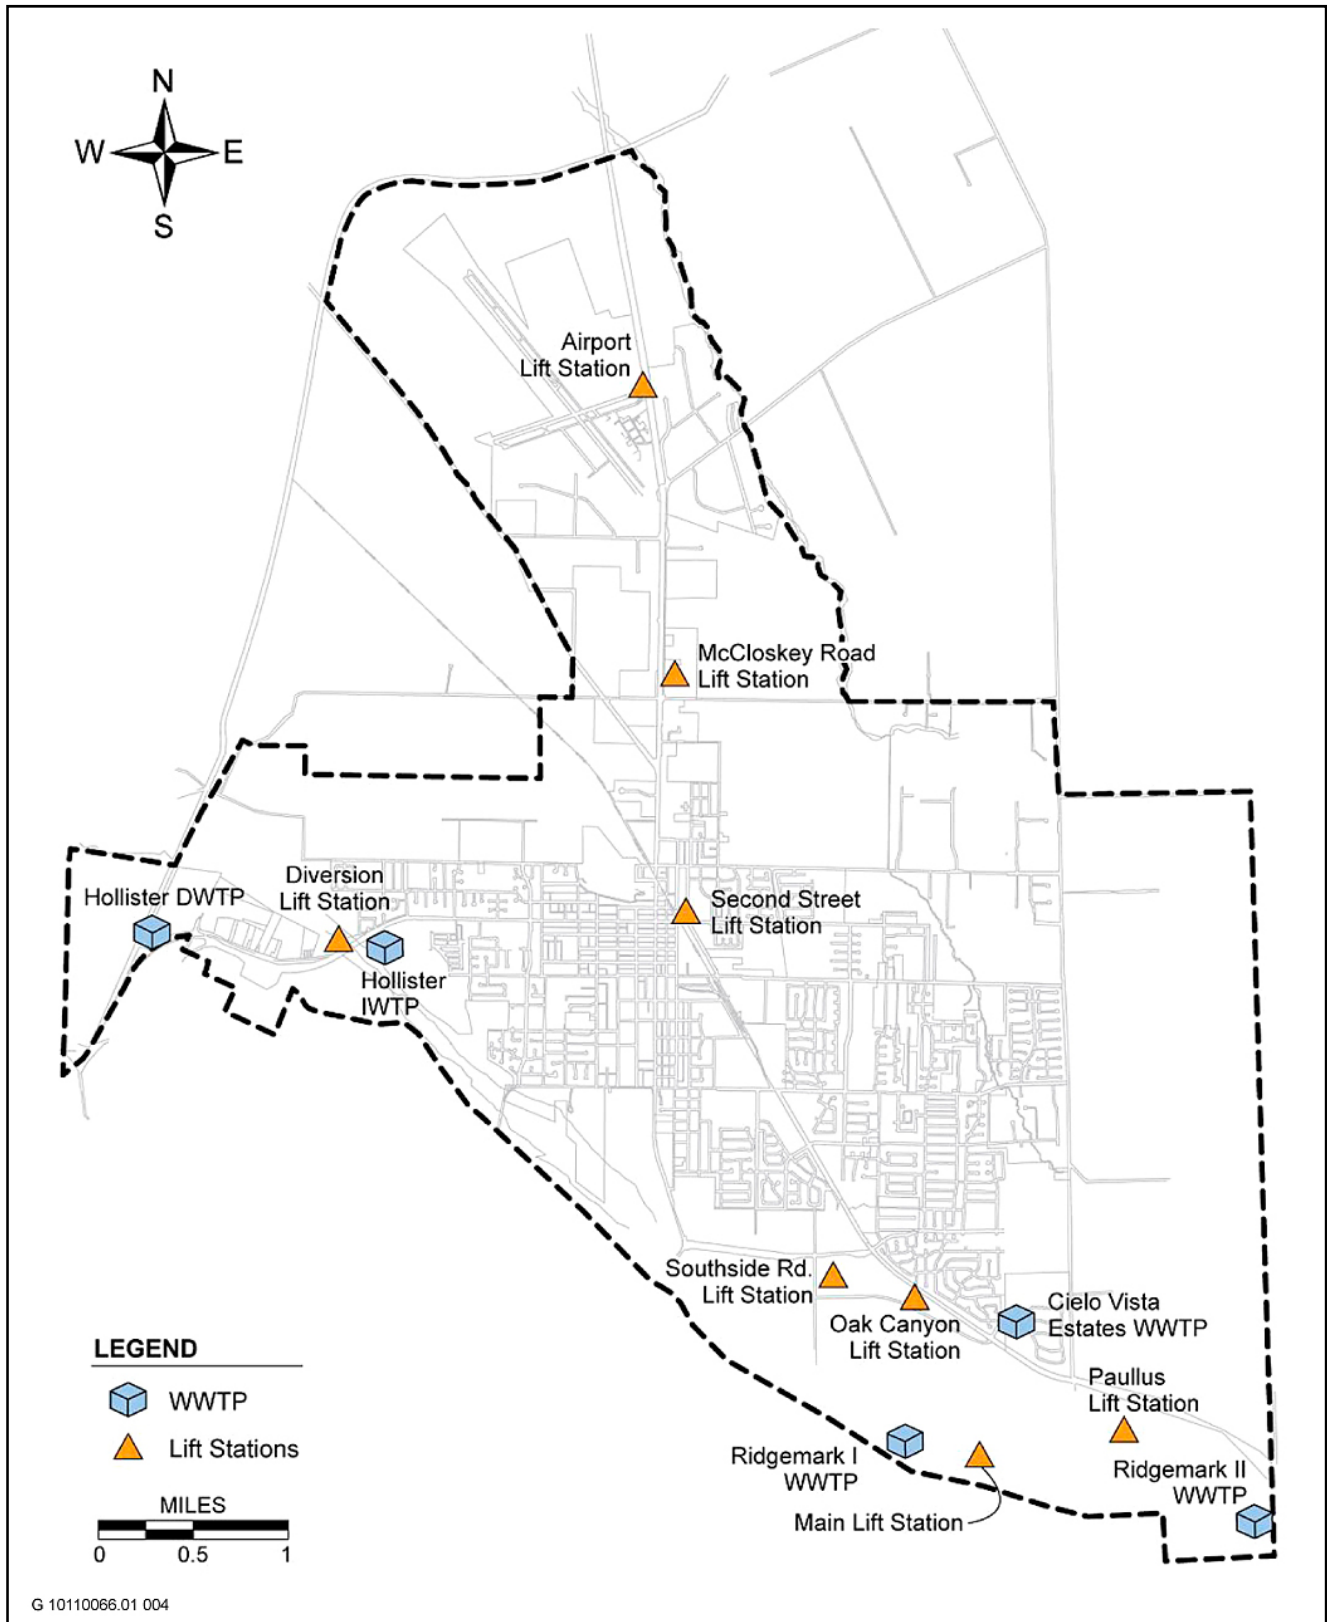 N
W E
S
Airport
Lift Station
McCloskey Road
Lift Station
Diversion
Lift Station
Hollister DWTP
Second Street
Lift Station
Hollister
IWTP
Southside Rd.
Lift Station
Oak Canyon
Lift Station
Cielo Vista
Estates WWTP
Paullus
Lift Station
Ridgemark I
WWTP
Ridgemark II
WWTP
Main Lift Station
LEGEND
WWTP
Lift Stations
MILES
0 0.5 1
G 10110066.01 004